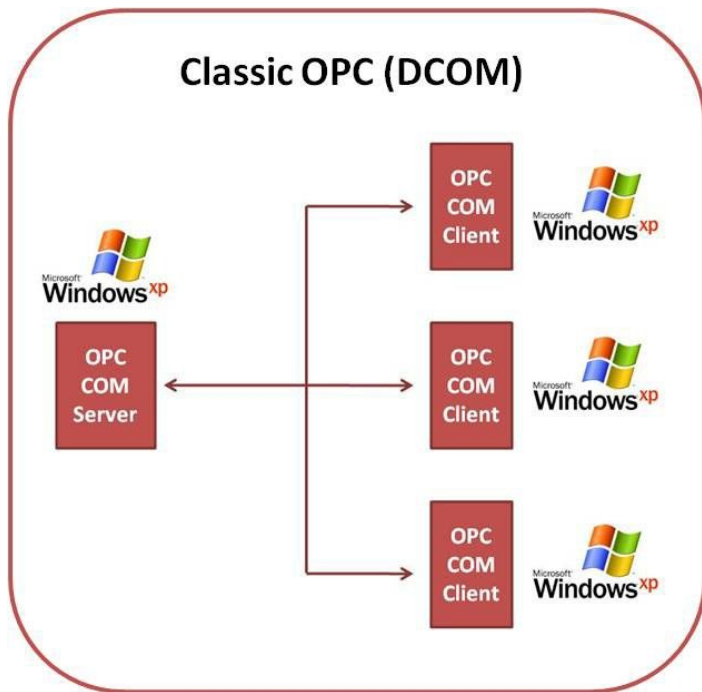 Classic OPC (DCOM)
Microsoft
Windows xp
OPC
COM
Server
OPC
COM
Client
Microsoft
Windows xp
OPC
COM
Client
Microsoft
Windows xp
OPC
COM
Client
Microsoft
Windows xp